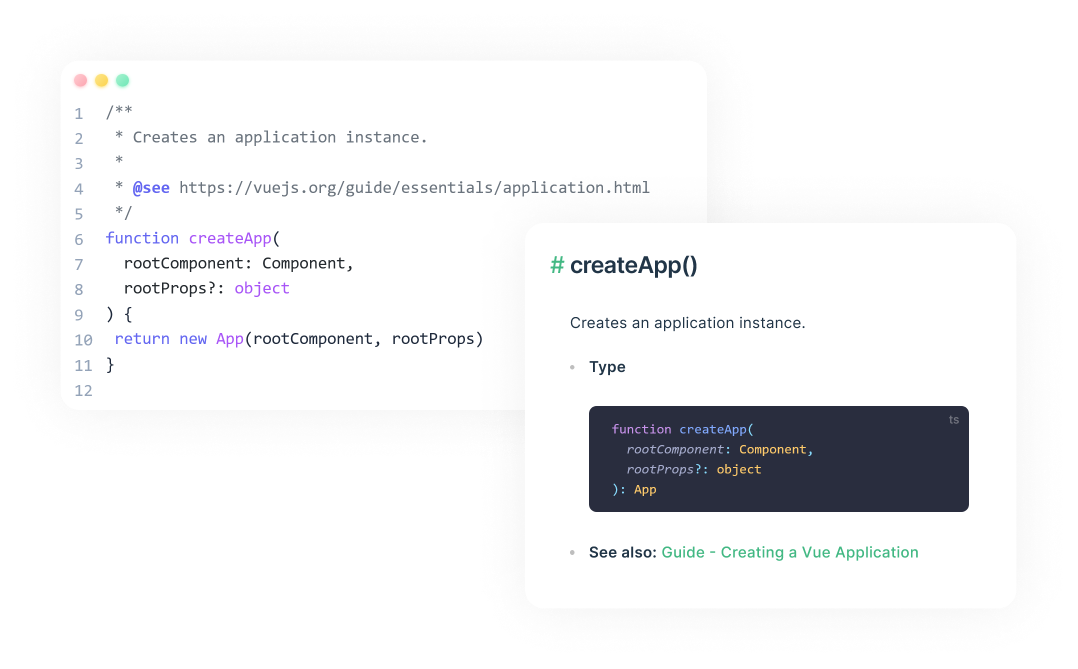 1 /**
2  * Creates an application instance.
3  *
4  * @see https://vuejs.org/guide/essentials/application.html
5  */
6 function createApp(
7   rootComponent: Component,
8   rootProps?: object
9 ) {
10  return new App(rootComponent, rootProps)
11 }
12
# createApp()
Creates an application instance.
• Type
ts
function createApp(
  rootComponent: Component,
  rootProps?: object
): App
• See also: Guide - Creating a Vue Application